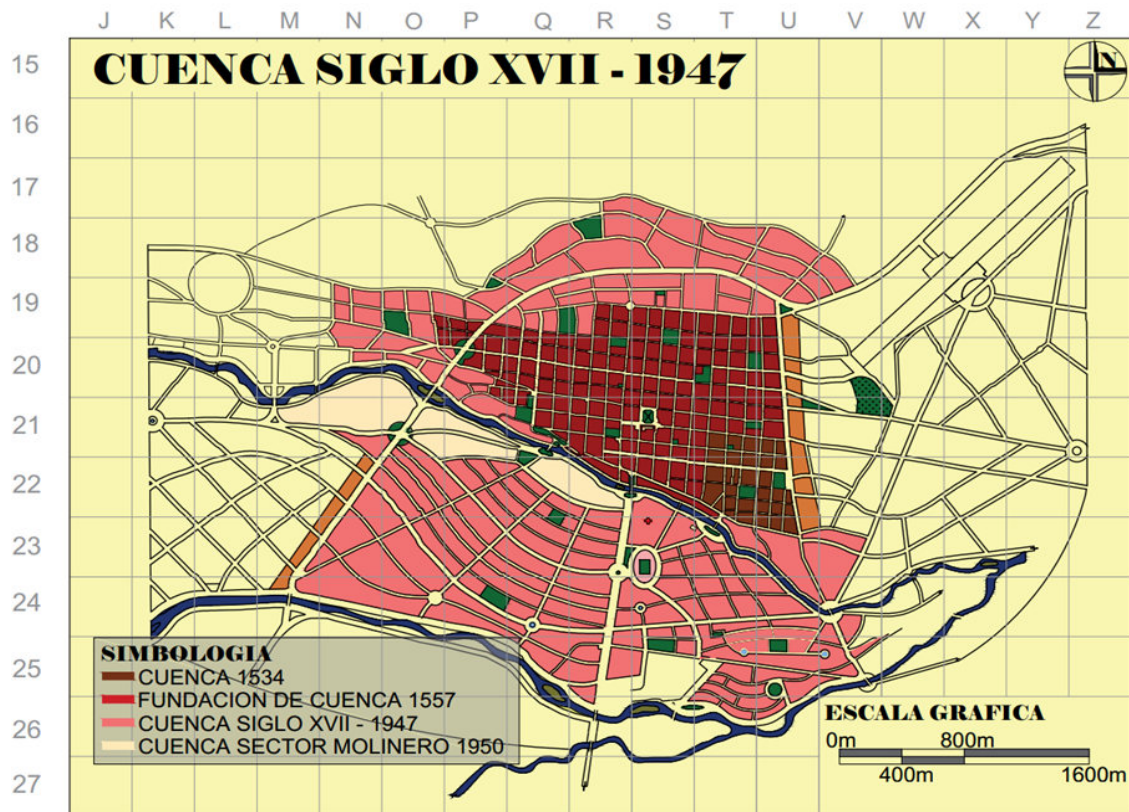 J K L M N O P Q R S T U V W X Y Z
15
CUENCA SIGLO XVII - 1947
N
16
17
18
19
20
21
22
23
24
25
26
27
SIMBOLOGIA
CUENCA 1534
FUNDACION DE CUENCA 1557
CUENCA SIGLO XVII - 1947
CUENCA SECTOR MOLINERO 1950
ESCALA GRAFICA
0m 800m
400m 1600m